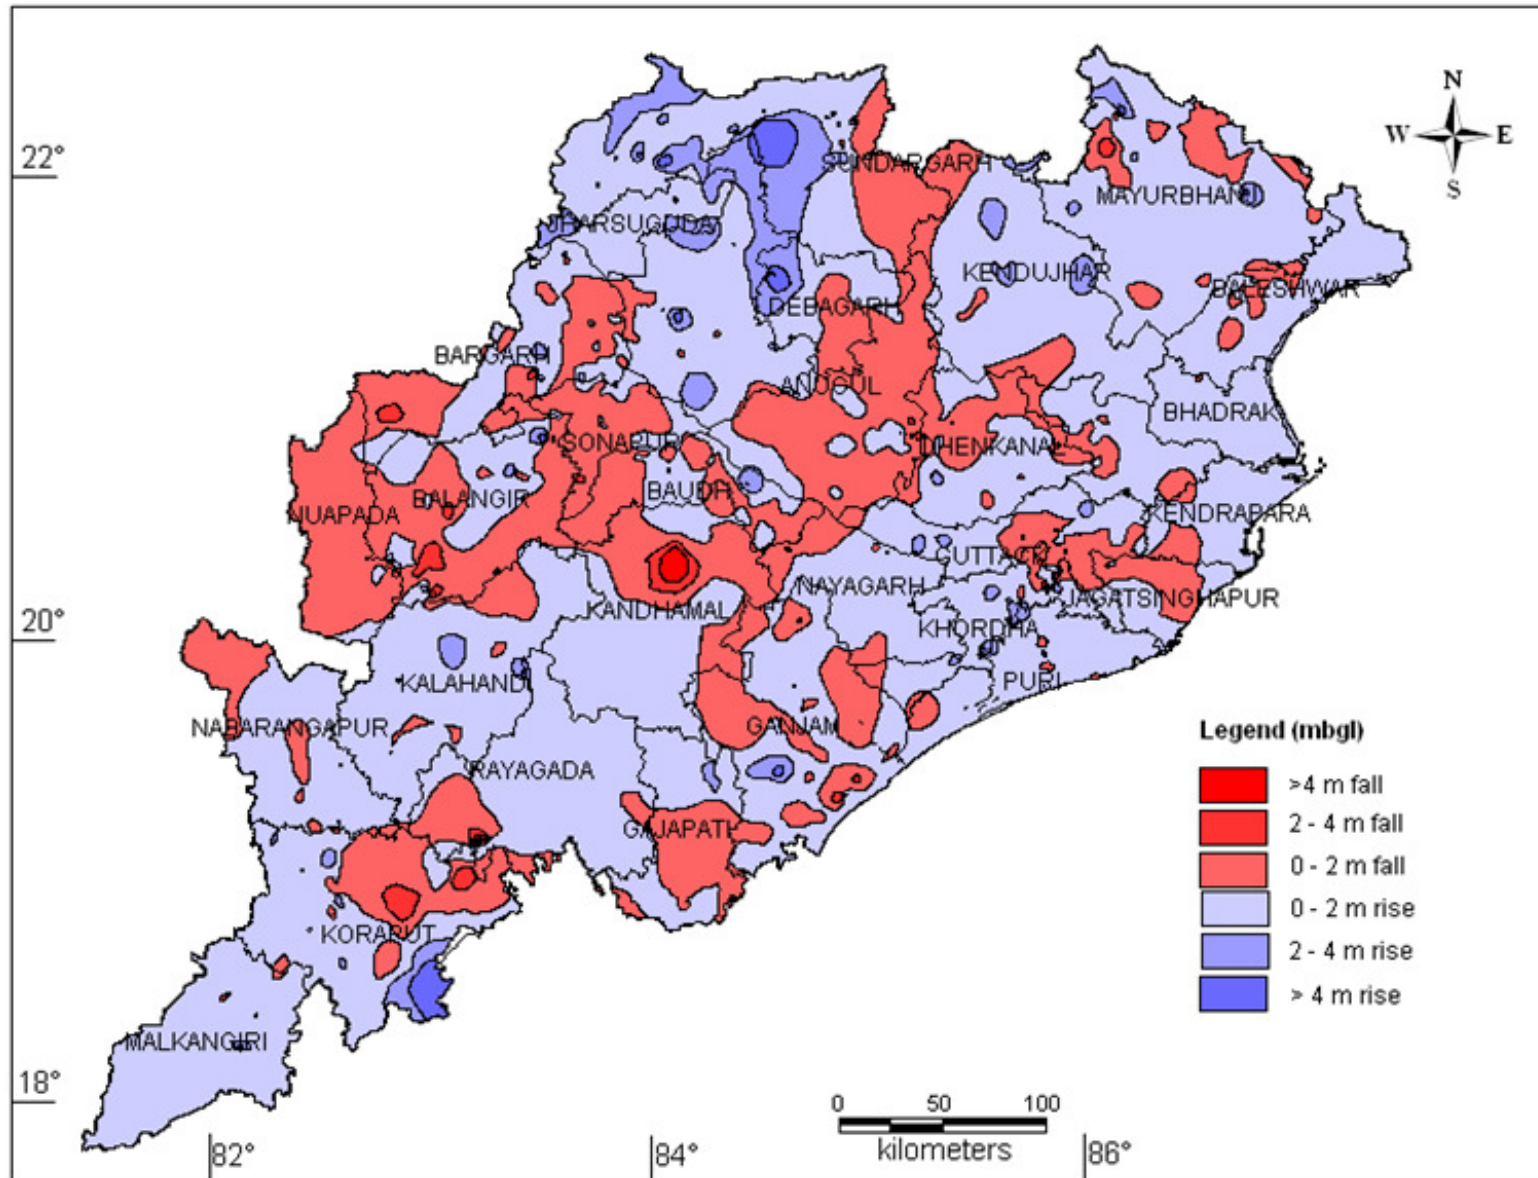 N
W E
S
22°
SUNDARGARH
MAYURBHANJ
JHARSUGUDA
KENDUJHAR
BALESHWAR
DEBAGARH
BARGARH
ANUGUL
BHADRAK
SONAPUR
DHENKANAL
BALANGIR
BAUDH
NUAPADA
KENDRAPARA
CUTTACK
NAYAGARH
JAGATSINGHAPUR
KANDHAMAL
20°
KHORDHA
KALAHANDI
PURI
NABARANGAPUR
GANJAM
RAYAGADA
GAJAPATI
KORAPUT
MALKANGIRI
18°
Legend (mbgl)
>4 m fall
2 - 4 m fall
0 - 2 m fall
0 - 2 m rise
2 - 4 m rise
> 4 m rise
0 50 100
kilometers
82° 84° 86°